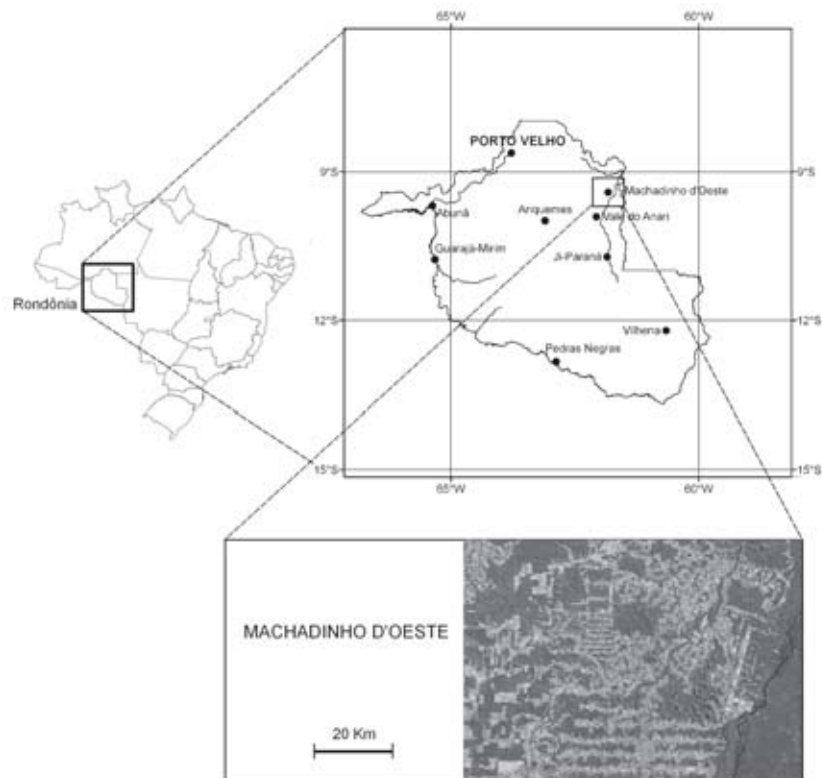 65°W
60°W
PORTO VELHO
9°S
9°S
Machadinho d'Oeste
Abunã
Ariquemes
Vale do Anari
Guarajá-Mirim
Ji-Paraná
Rondônia
12°S
12°S
Vilhena
Pedras Negras
15°S
15°S
65°W
60°W
MACHADINHO D'OESTE
20 Km